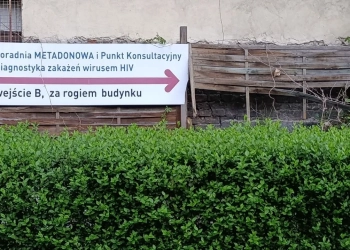 oradnia METADONOWA i Punkt Konsultacyjny
iagnostyka zakażeń wirusem HIV
ejście B, za rogiem budynku